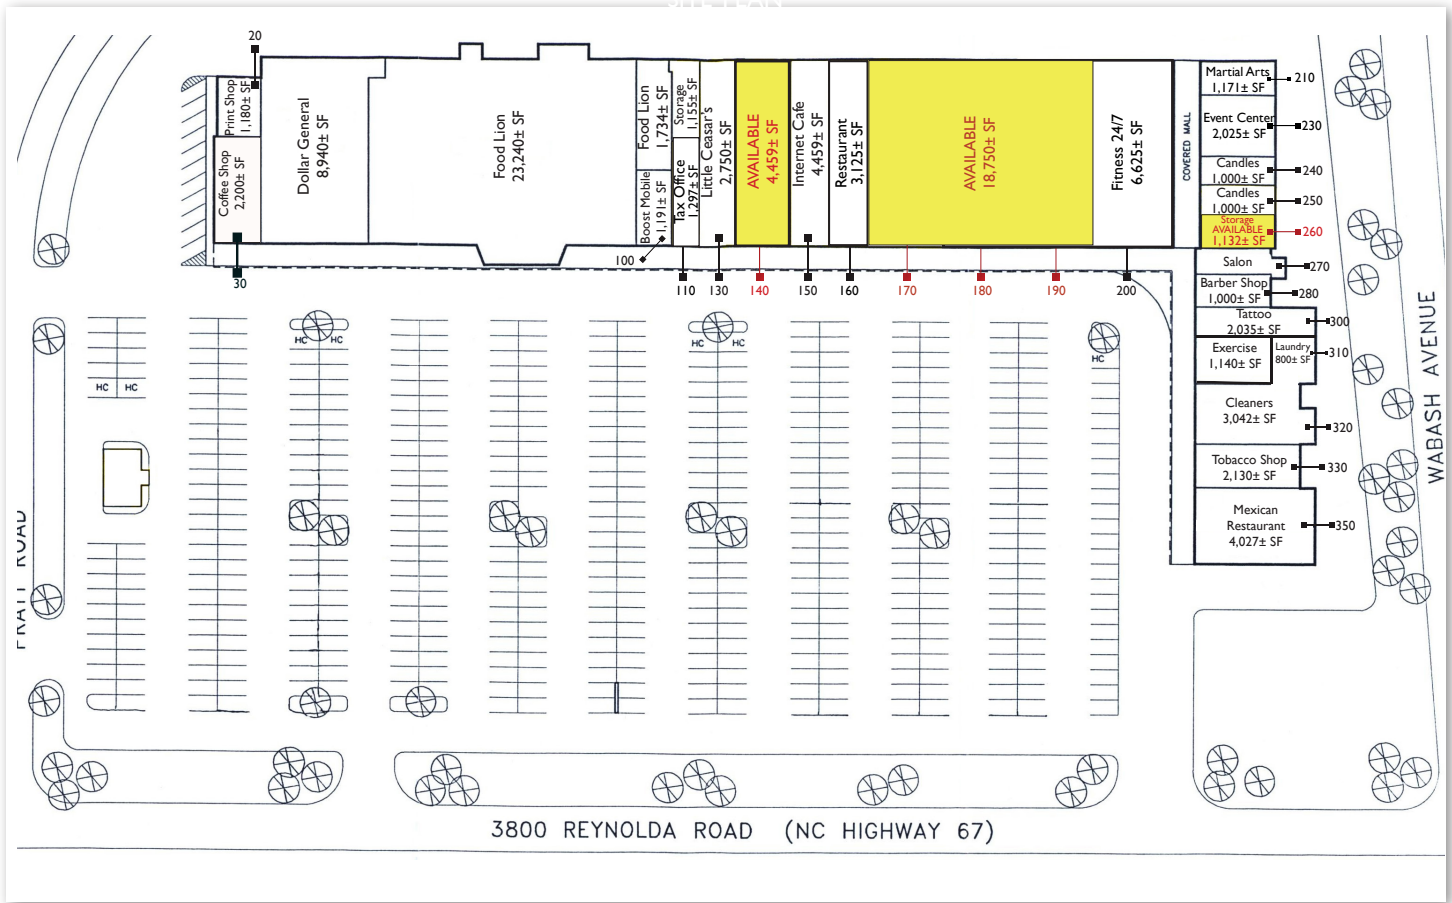 SITE PLAN
20
Print Shop
1,180± SF
Coffee Shop
2,200± SF
30
Dollar General
8,940± SF
Food Lion
23,240± SF
Food Lion
1,734± SF
Boost Mobile
1,191± SF
100
Storage
1,155± SF
Tax Office
1,297± SF
110
Little Ceasar's
2,750± SF
130
AVAILABLE
4,459± SF
140
Internet Cafe
4,459± SF
150
Restaurant
3,125± SF
160
AVAILABLE
18,750± SF
170
180
190
Fitness 24/7
6,625± SF
200
COVERED MALL
Martial Arts
1,171± SF
210
Event Center
2,025± SF
230
Candles
1,000± SF
240
Candles
1,000± SF
250
Storage
AVAILABLE
1,132± SF
260
Salon
270
Barber Shop
1,000± SF
280
Tattoo
2,035± SF
300
Exercise
1,140± SF
Laundry
800± SF
310
Cleaners
3,042± SF
320
Tobacco Shop
2,130± SF
330
Mexican
Restaurant
4,027± SF
350
HC HC
HC HC
HC HC
HC
PRATT ROAD
WABASH AVENUE
3800 REYNOLDA ROAD (NC HIGHWAY 67)